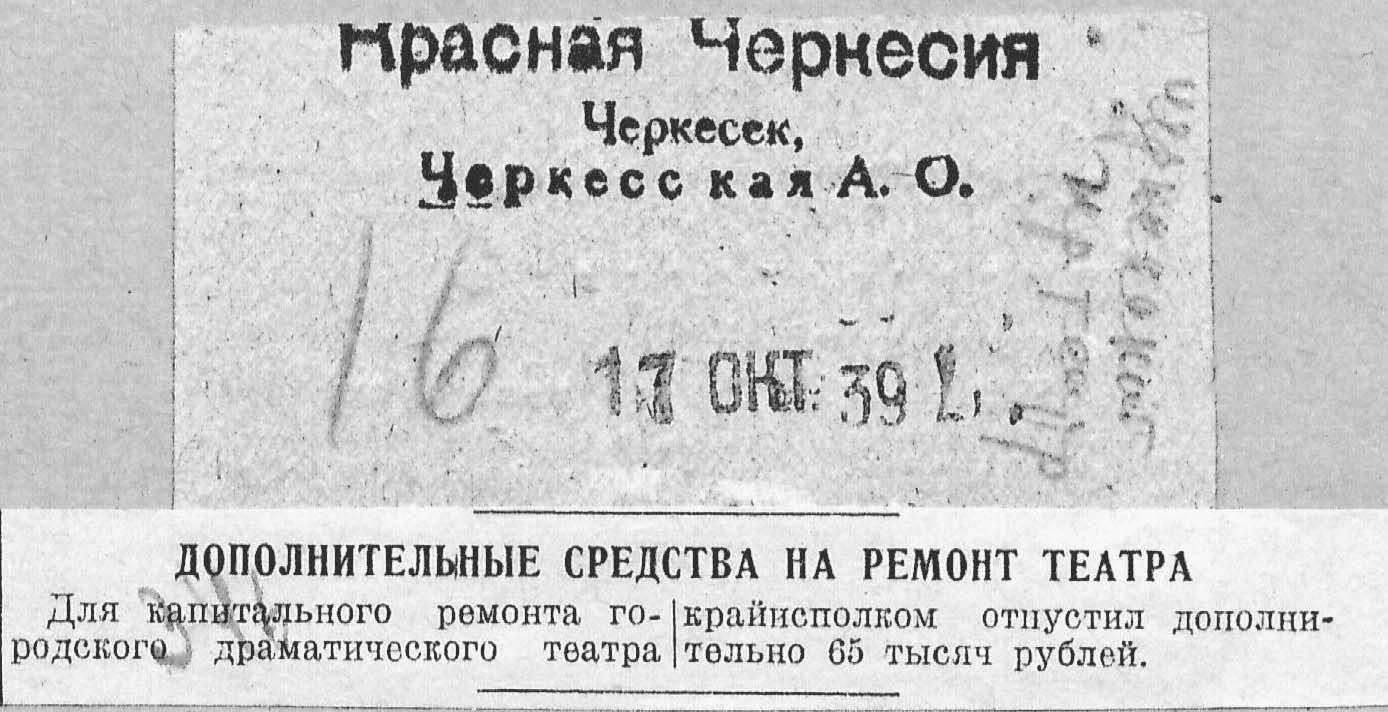 Красная Черкесия
Черкесек,
Черкесская А. О.
16
17 ОКТ. 39
ДОПОЛНИТЕЛЬНЫЕ СРЕДСТВА НА РЕМОНТ ТЕАТРА
Для капитального ремонта го-
родского драматического театра
крайисполком отпустил дополни-
тельно 65 тысяч рублей.